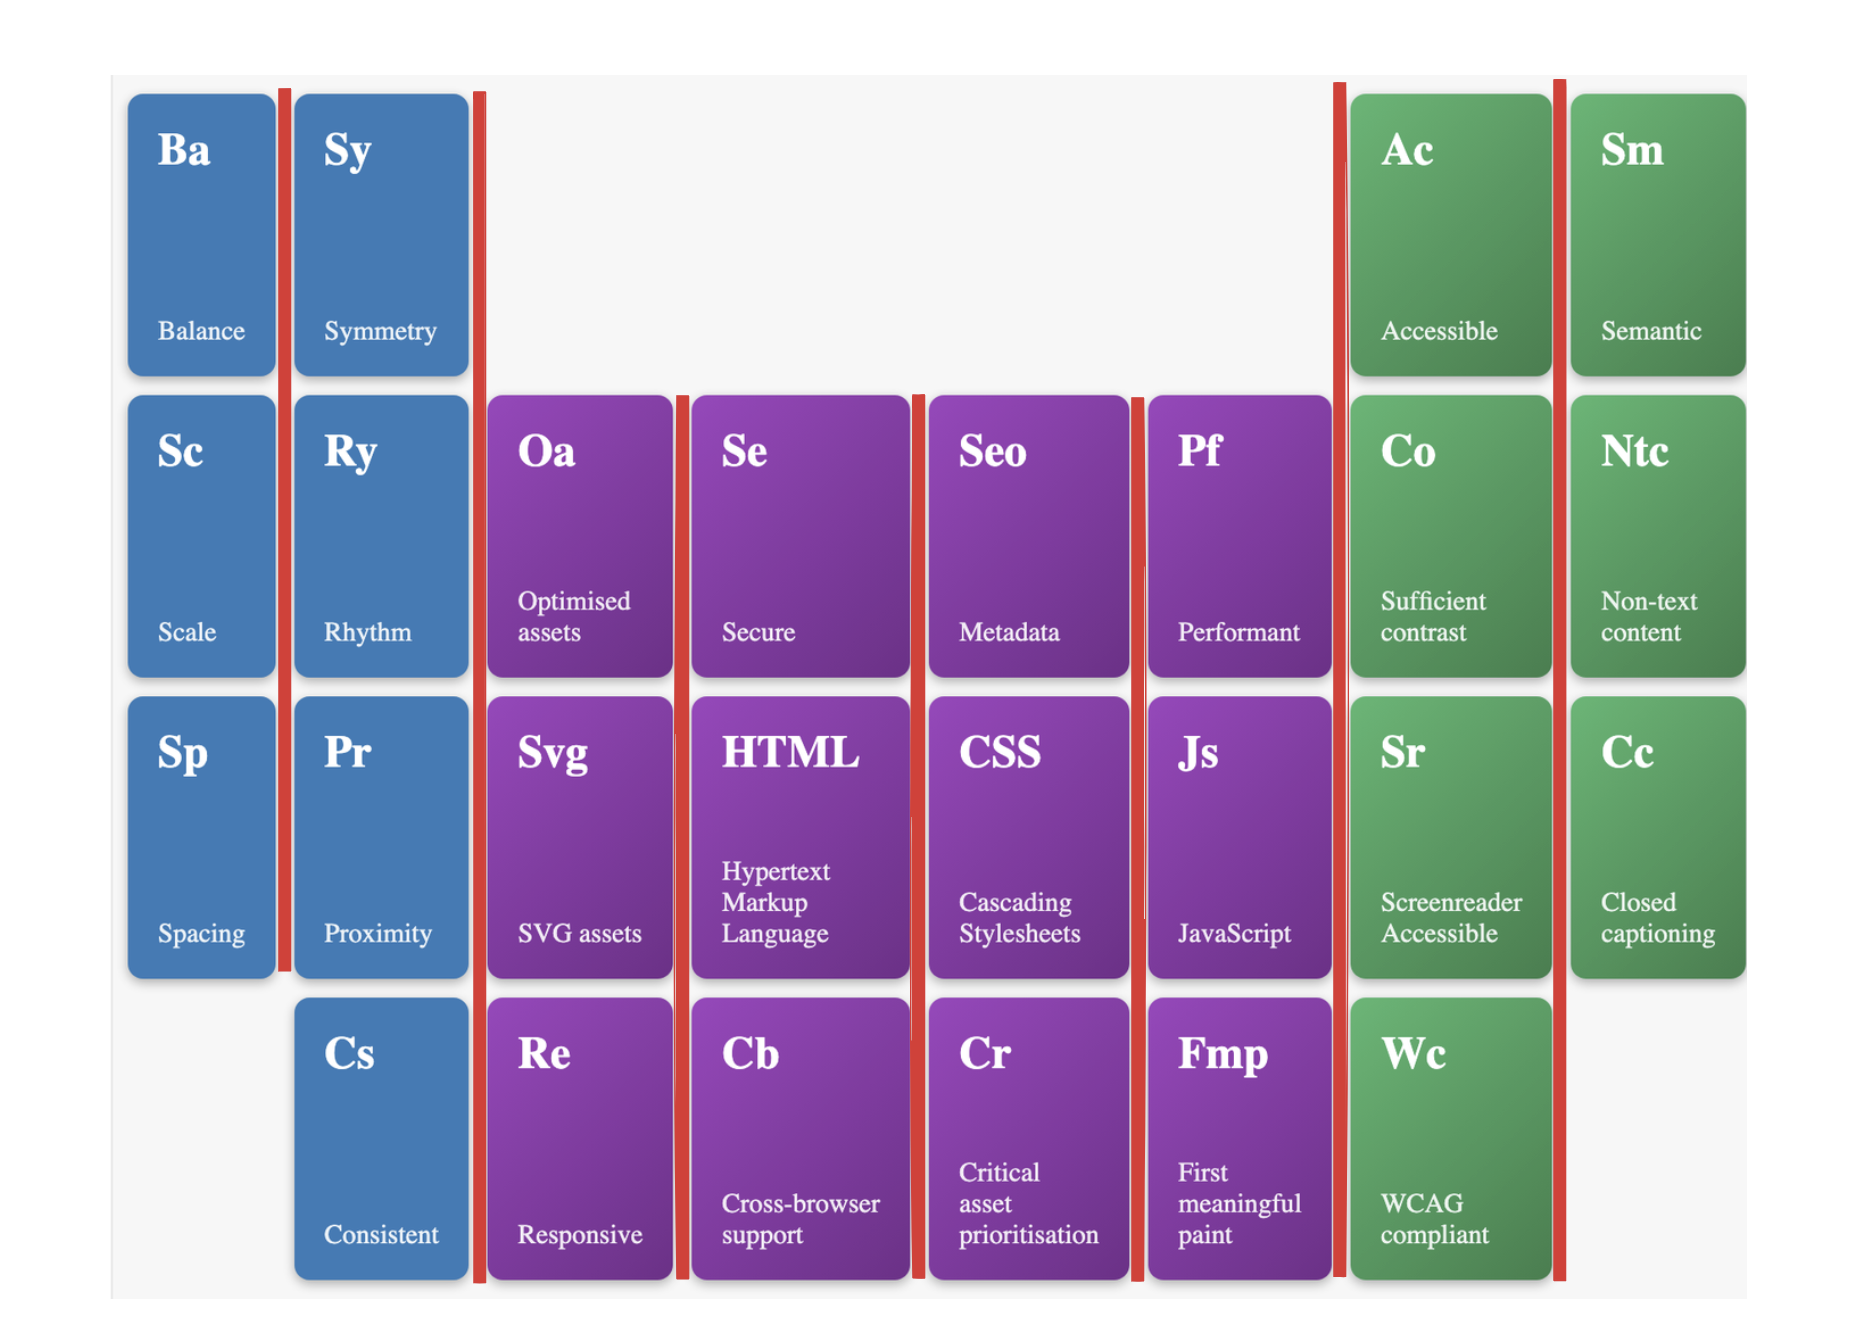 Ba
Balance
Sy
Symmetry
Ac
Accessible
Sm
Semantic
Sc
Scale
Ry
Rhythm
Oa
Optimised
assets
Se
Secure
Seo
Metadata
Pf
Performant
Co
Sufficient
contrast
Ntc
Non-text
content
Sp
Spacing
Pr
Proximity
Svg
SVG assets
HTML
Hypertext
Markup
Language
CSS
Cascading
Stylesheets
Js
JavaScript
Sr
Screenreader
Accessible
Cc
Closed
captioning
Cs
Consistent
Re
Responsive
Cb
Cross-browser
support
Cr
Critical
asset
prioritisation
Fmp
First
meaningful
paint
Wc
WCAG
compliant